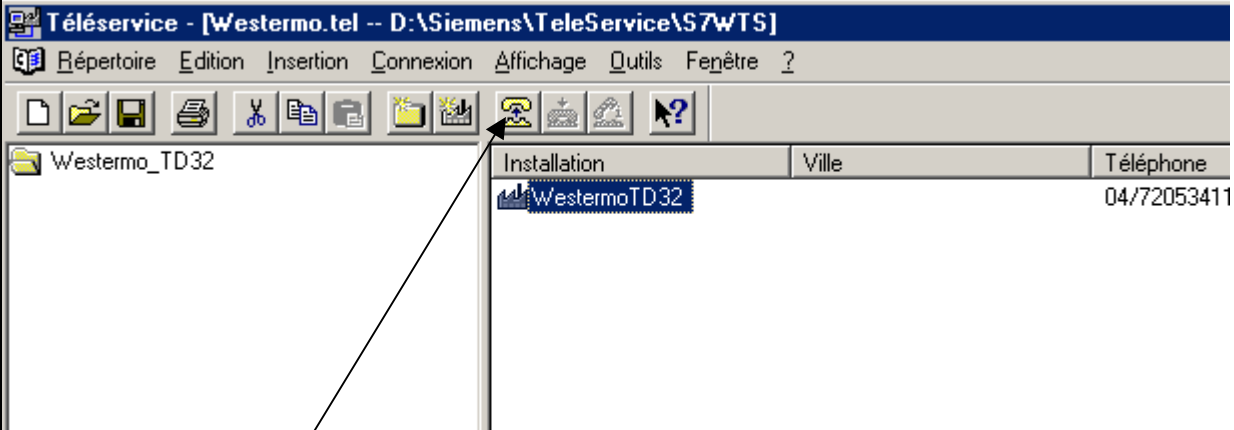 Téléservice - [Westermo.tel -- D:\Siemens\TeleService\S7WTS]
Répertoire Edition Insertion Connexion Affichage Outils Fenêtre ?
Westermo_TD32
Installation Ville Téléphone
WestermoTD32 04/72053411